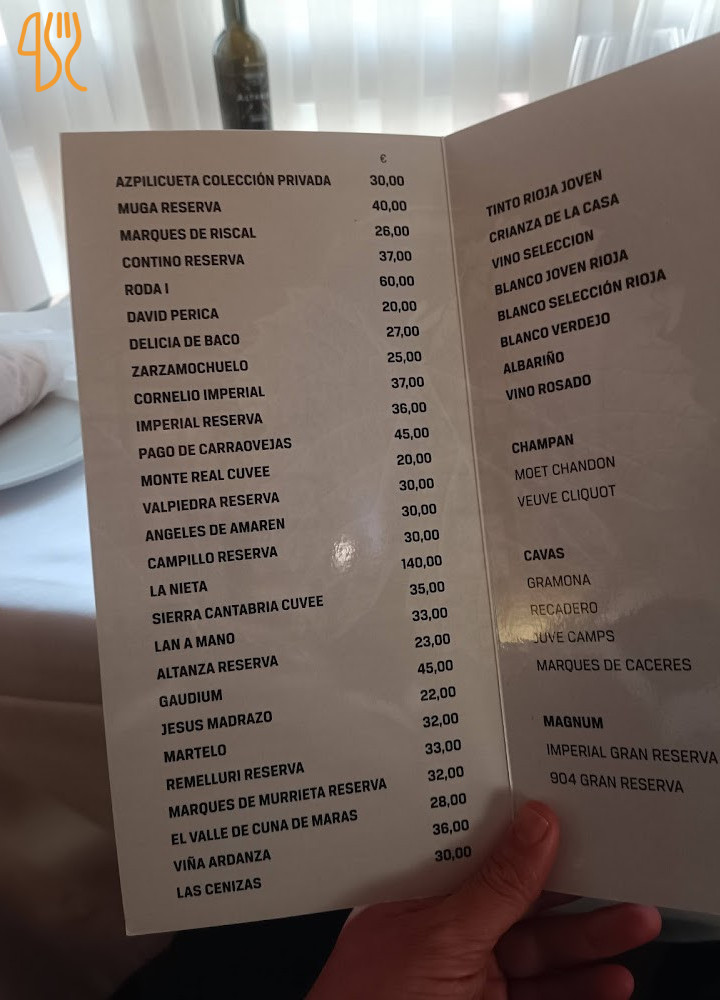 €
AZPILICUETA COLECCIÓN PRIVADA 30,00
MUGA RESERVA 40,00
MARQUES DE RISCAL 26,00
CONTINO RESERVA 37,00
RODA I 60,00
DAVID PERICA 20,00
DELICIA DE BACO 27,00
ZARZAMOCHUELO 25,00
CORNELIO IMPERIAL 37,00
IMPERIAL RESERVA 36,00
PAGO DE CARRAOVEJAS 45,00
MONTE REAL CUVEE 20,00
VALPIEDRA RESERVA 30,00
ANGELES DE AMAREN 30,00
CAMPILLO RESERVA 30,00
LA NIETA 140,00
SIERRA CANTABRIA CUVEE 35,00
LAN A MANO 33,00
ALTANZA RESERVA 23,00
GAUDIUM 45,00
JESUS MADRAZO 22,00
MARTELO 32,00
REMELLURI RESERVA 33,00
MARQUES DE MURRIETA RESERVA 32,00
EL VALLE DE CUNA DE MARAS 28,00
VIÑA ARDANZA 36,00
LAS CENIZAS 30,00
TINTO RIOJA JOVEN
CRIANZA DE LA CASA
VINO SELECCION
BLANCO JOVEN RIOJA
BLANCO SELECCIÓN RIOJA
BLANCO VERDEJO
ALBARIÑO
VINO ROSADO
CHAMPAN
MOET CHANDON
VEUVE CLIQUOT
CAVAS
GRAMONA
RECADERO
JUVE CAMPS
MARQUES DE CACERES
MAGNUM
IMPERIAL GRAN RESERVA
904 GRAN RESERVA